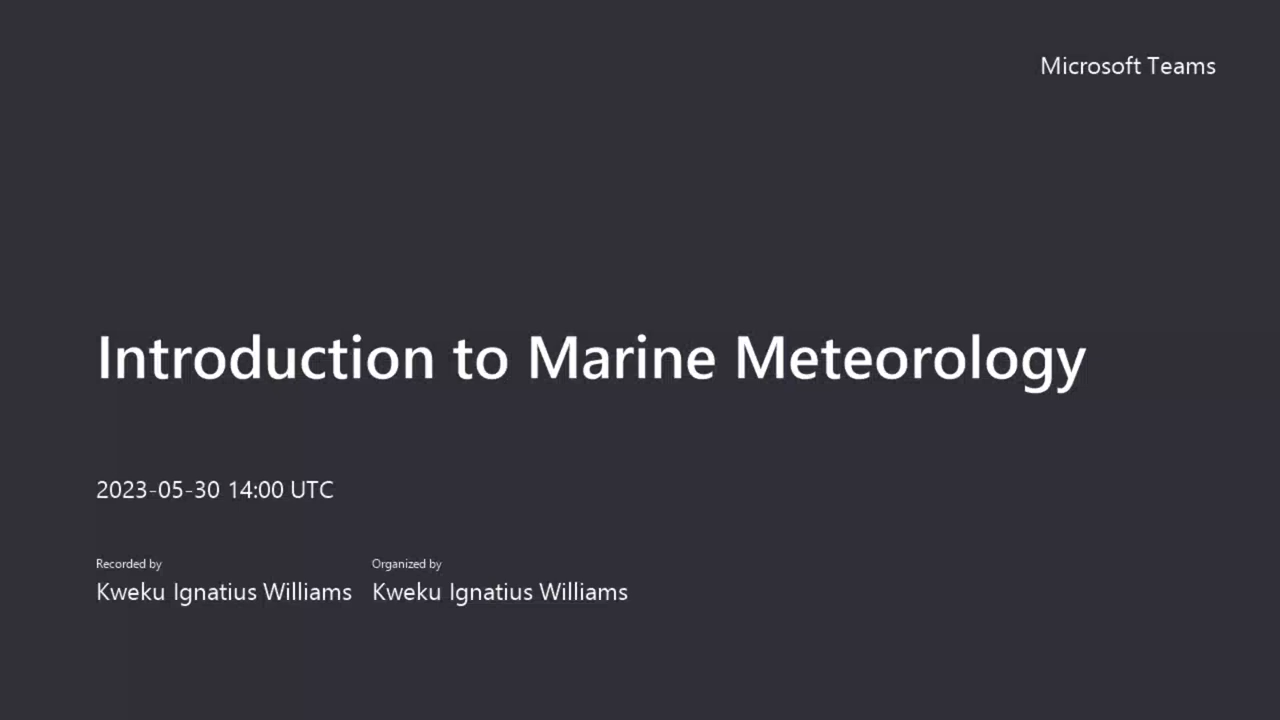 Microsoft Teams
Introduction to Marine Meteorology
2023-05-30 14:00 UTC
Recorded by Organized by
Kweku Ignatius Williams Kweku Ignatius Williams